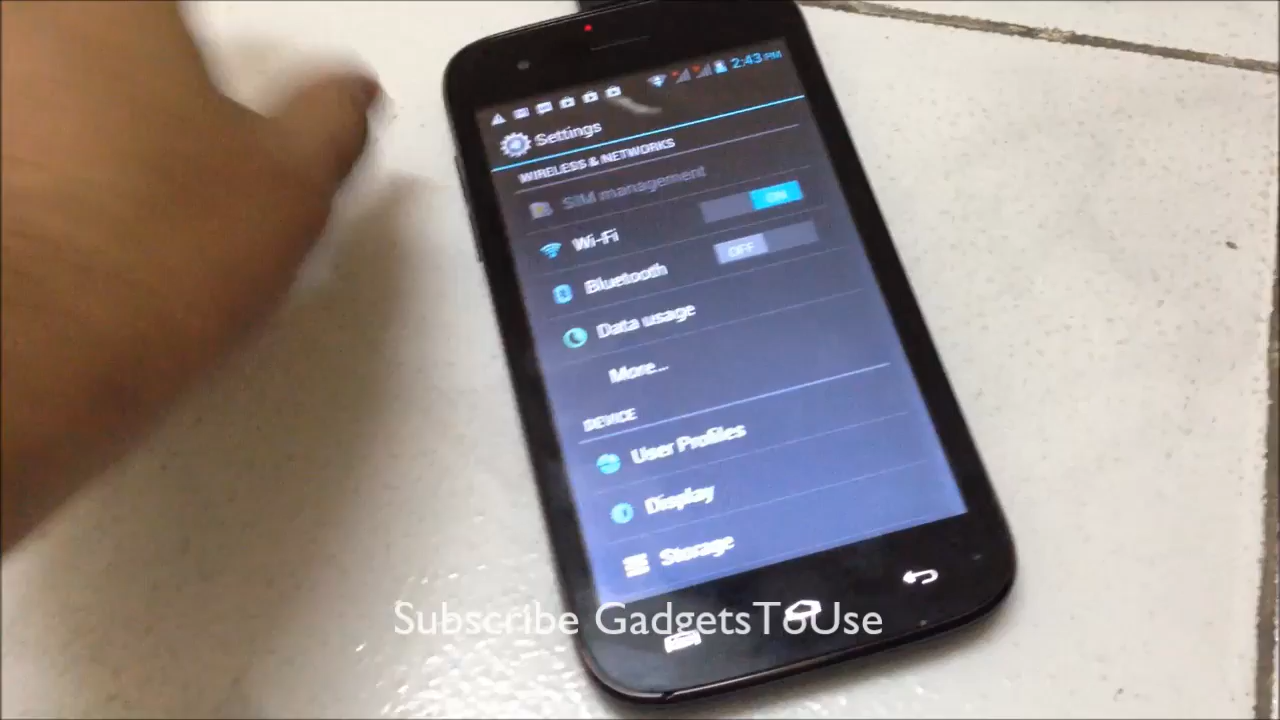 2:43 PM
Settings
WIRELESS & NETWORKS
SIM management
Wi-Fi
ON
Bluetooth
OFF
Data usage
More...
DEVICE
User Profiles
Display
Storage
Subscribe GadgetsToUse